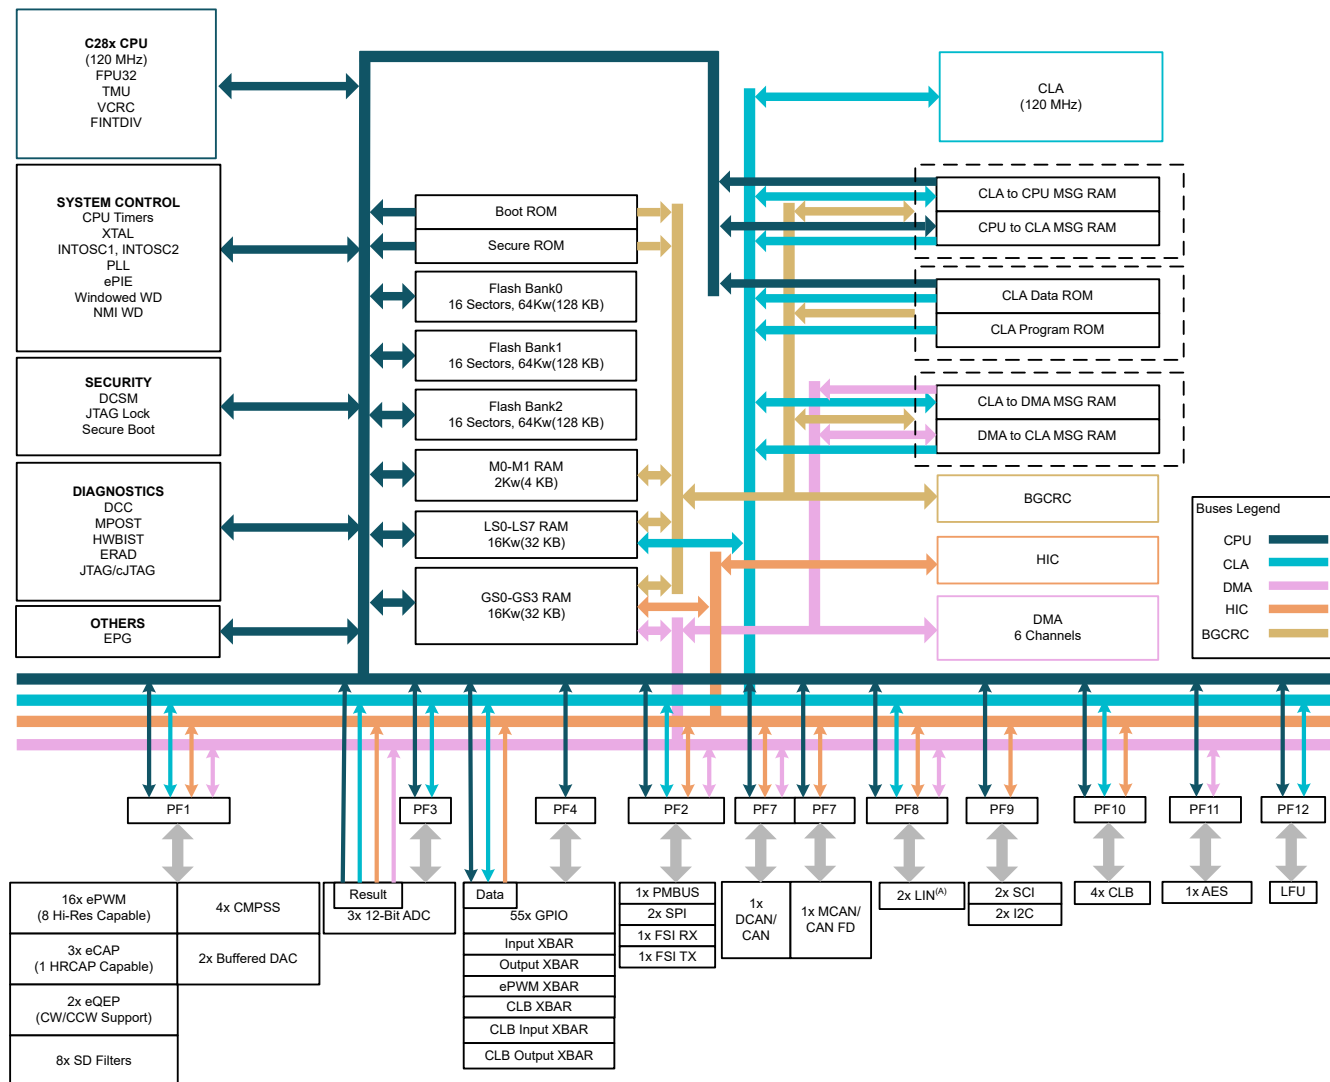 C28x CPU
(120 MHz)
FPU32
TMU
VCRC
FINTDIV
SYSTEM CONTROL
CPU Timers
XTAL
INTOSC1, INTOSC2
PLL
ePIE
Windowed WD
NMI WD
SECURITY
DCSM
JTAG Lock
Secure Boot
DIAGNOSTICS
DCC
MPOST
HWBIST
ERAD
JTAG/cJTAG
OTHERS
EPG
Boot ROM
Secure ROM
Flash Bank0
16 Sectors, 64Kw(128 KB)
Flash Bank1
16 Sectors, 64Kw(128 KB)
Flash Bank2
16 Sectors, 64Kw(128 KB)
M0-M1 RAM
2Kw(4 KB)
LS0-LS7 RAM
16Kw(32 KB)
GS0-GS3 RAM
16Kw(32 KB)
CLA
(120 MHz)
CLA to CPU MSG RAM
CPU to CLA MSG RAM
CLA Data ROM
CLA Program ROM
CLA to DMA MSG RAM
DMA to CLA MSG RAM
BGCRC
HIC
DMA
6 Channels
Buses Legend
CPU
CLA
DMA
HIC
BGCRC
PF1
PF3
PF4
PF2
PF7
PF7
PF8
PF9
PF10
PF11
PF12
16x ePWM
(8 Hi-Res Capable)
3x eCAP
(1 HRCAP Capable)
2x eQEP
(CW/CCW Support)
8x SD Filters
4x CMPSS
2x Buffered DAC
Result
3x 12-Bit ADC
Data
55x GPIO
Input XBAR
Output XBAR
ePWM XBAR
CLB XBAR
CLB Input XBAR
CLB Output XBAR
1x PMBUS
2x SPI
1x FSI RX
1x FSI TX
1x
DCAN/
CAN
1x MCAN/
CAN FD
2x LIN(A)
2x SCI
2x I2C
4x CLB
1x AES
LFU